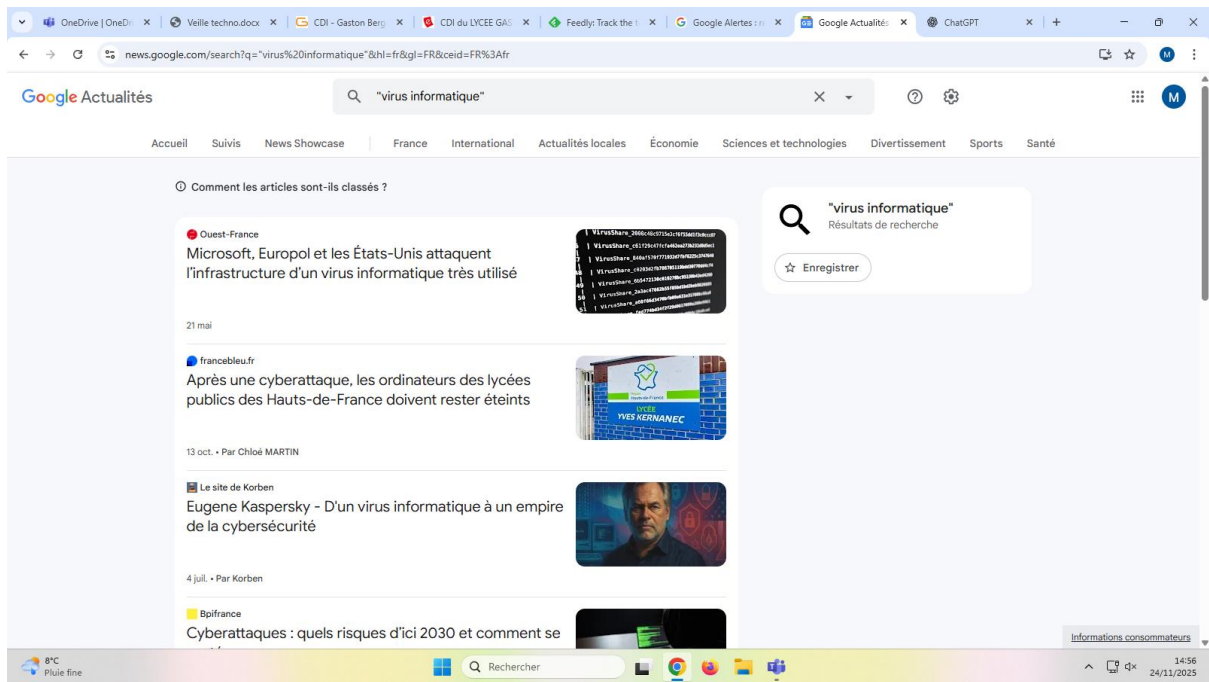 OneDrive | OneDri
Veille techno.docx
CDI - Gaston Berg
CDI du LYCEE GAS
Feedly: Track the t
Google Alertes : n
Google Actualités
ChatGPT
news.google.com/search?q="virus%20informatique"&hl=fr&gl=FR&ceid=FR%3Afr
M
Google Actualités
"virus informatique"
M
Accueil Suivis News Showcase France International Actualités locales Économie Sciences et technologies Divertissement Sports Santé
Comment les articles sont-ils classés ?
Ouest-France
Microsoft, Europol et les États-Unis attaquent
l'infrastructure d'un virus informatique très utilisé
21 mai
francebleu.fr
Après une cyberattaque, les ordinateurs des lycées
publics des Hauts-de-France doivent rester éteints
Hauts-de-France
LYCÉE
YVES KERNANEC
13 oct. • Par Chloé MARTIN
Le site de Korben
Eugene Kaspersky - D'un virus informatique à un empire
de la cybersécurité
4 juil. • Par Korben
Bpifrance
Cyberattaques : quels risques d'ici 2030 et comment se
"virus informatique"
Résultats de recherche
Enregistrer
Informations consommateurs
8°C
Pluie fine
Rechercher
14:56
24/11/2025